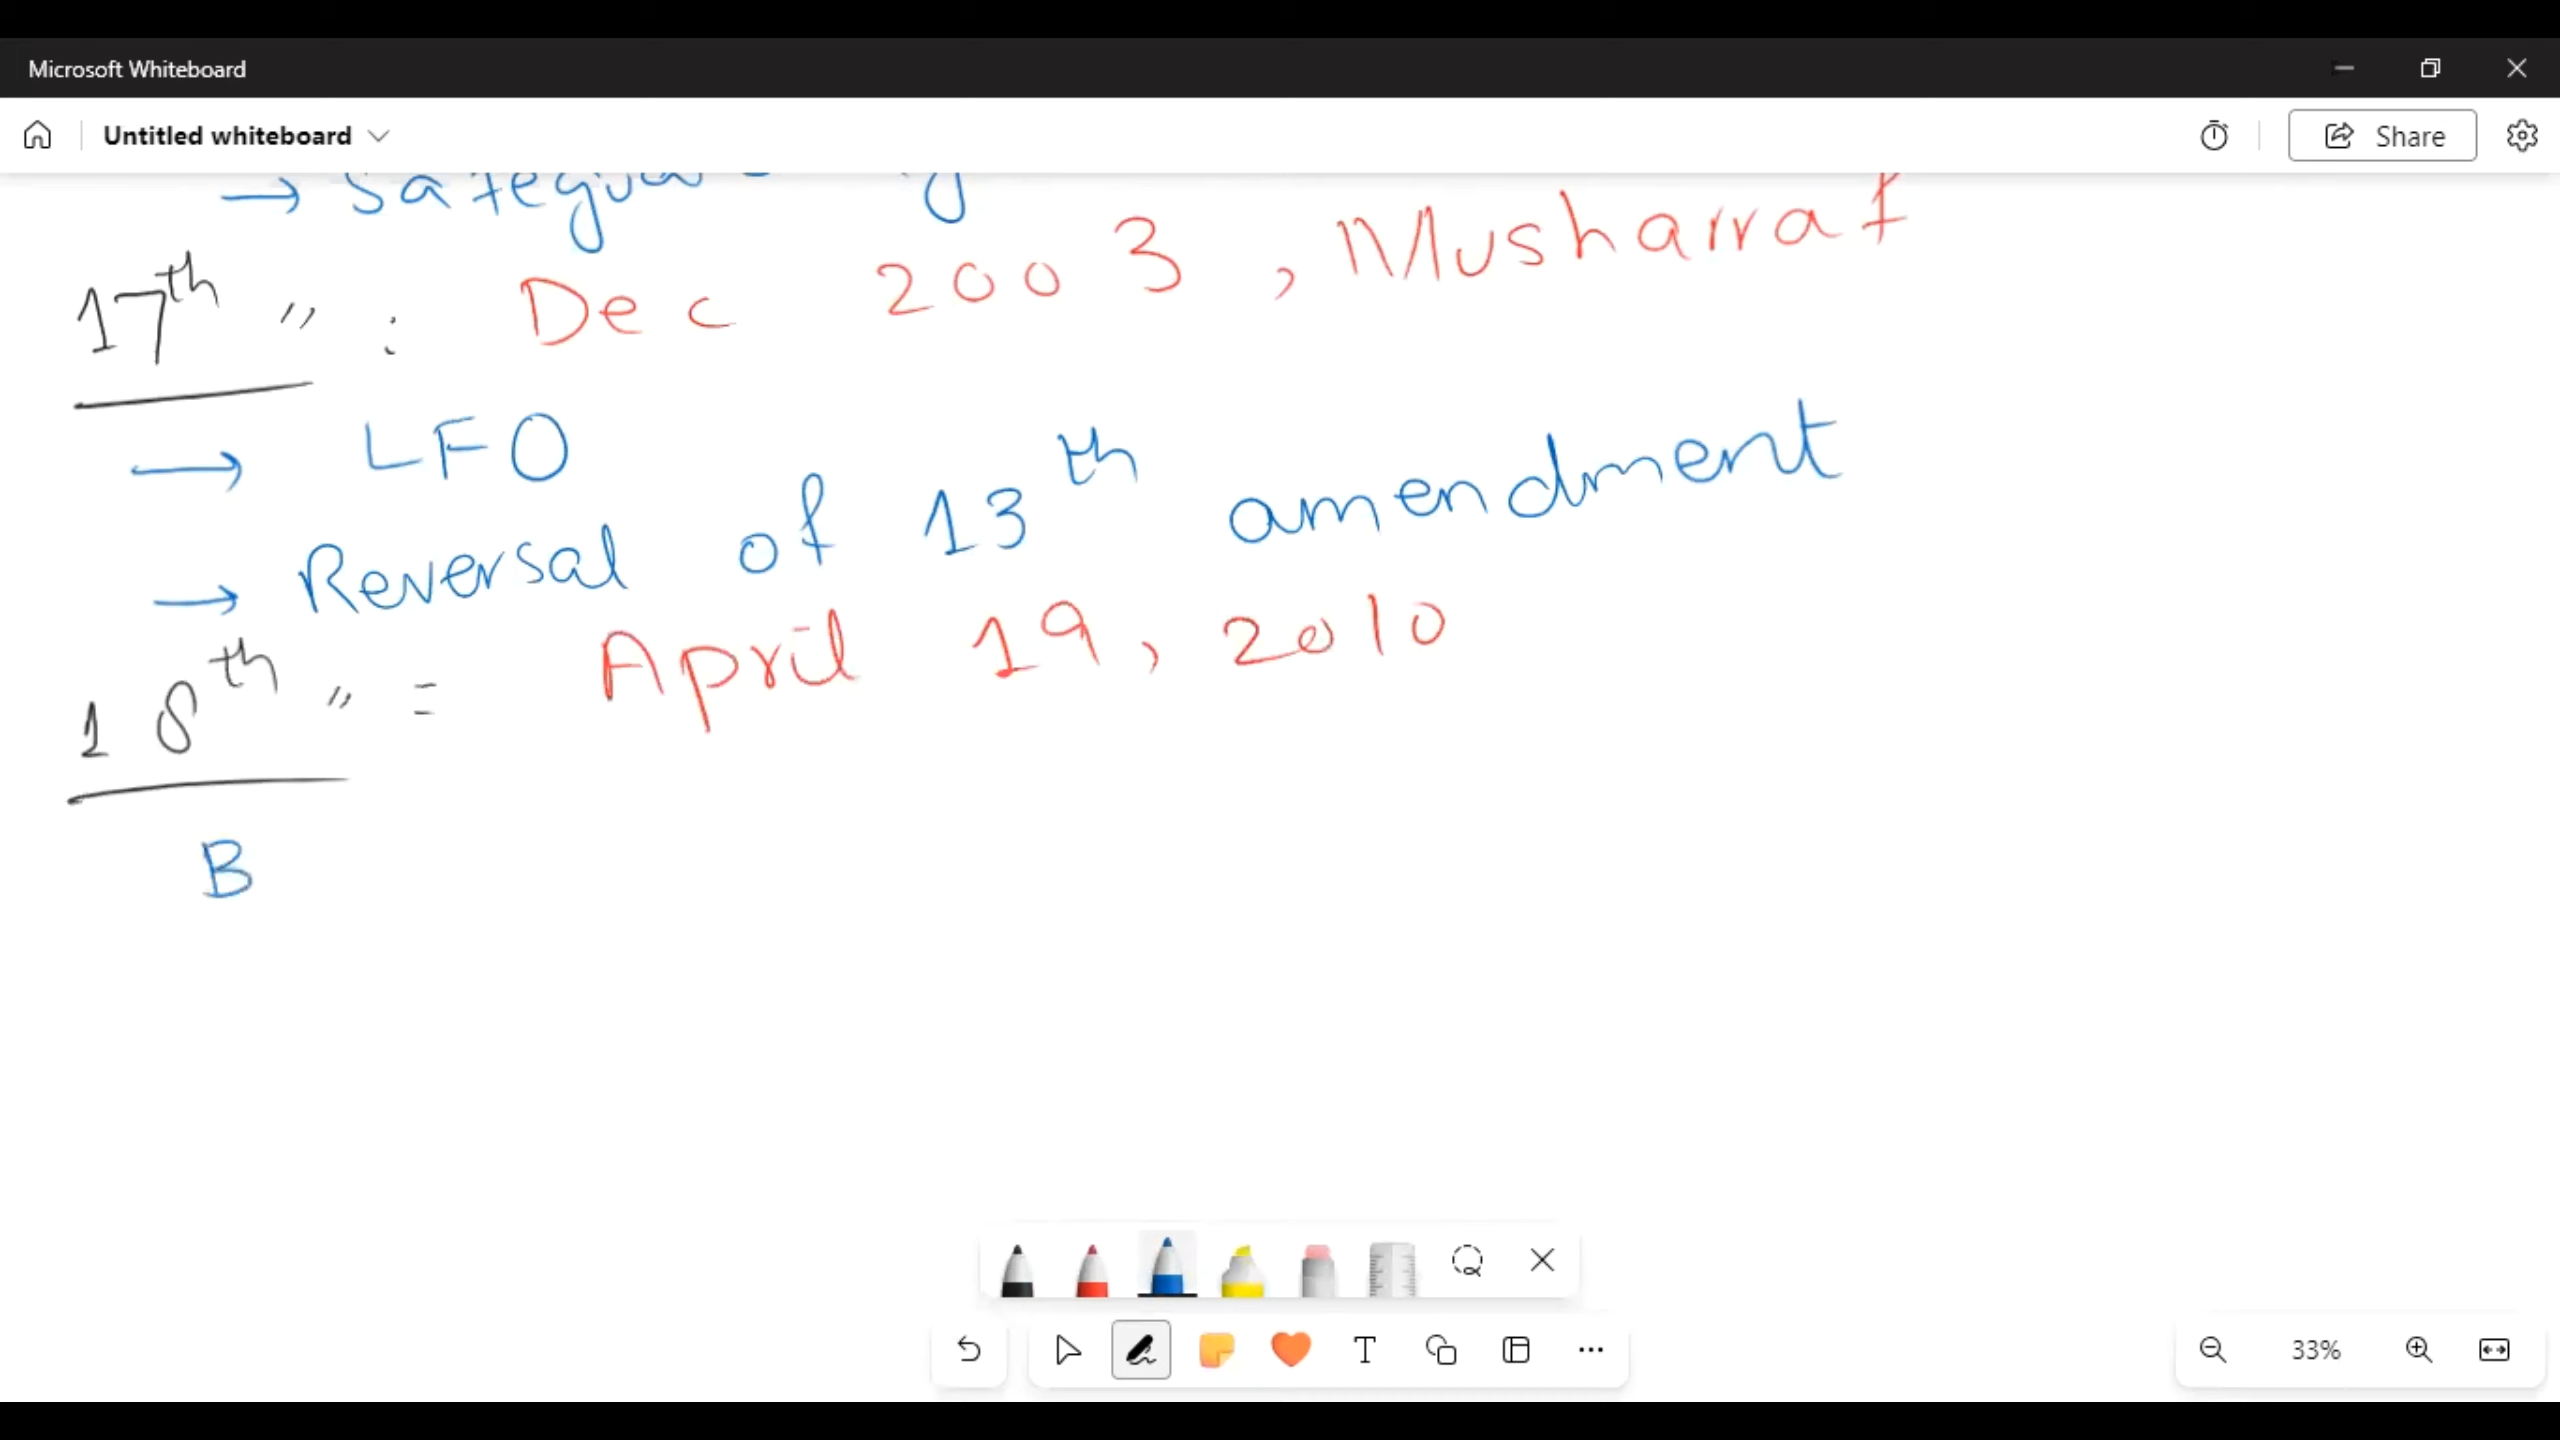 Microsoft Whiteboard
Untitled whiteboard
Share
→
17th " : Dec 2003, Musharraf
→ LFO
→ Reversal of 13th amendment
18th " = April 19, 2010
B
33%